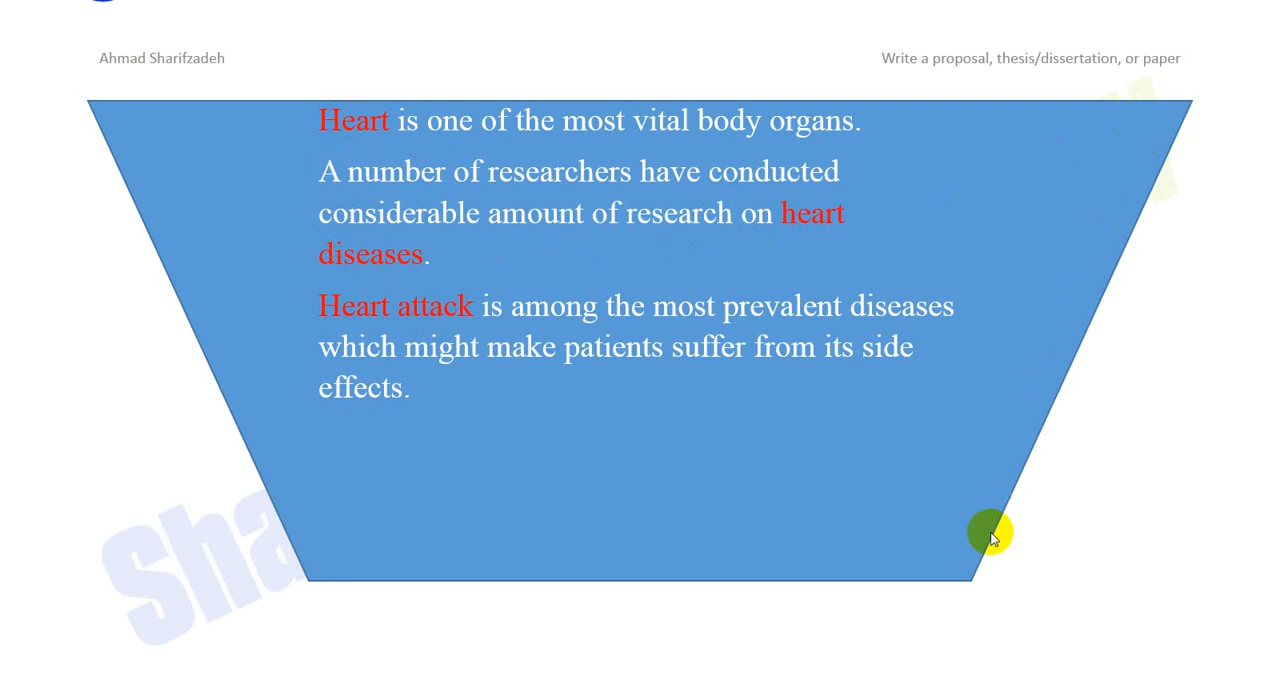 Ahmad Sharifzadeh
Write a proposal, thesis/dissertation, or paper
Heart is one of the most vital body organs.
A number of researchers have conducted
considerable amount of research on heart
diseases.
Heart attack is among the most prevalent diseases
which might make patients suffer from its side
effects.
Sha